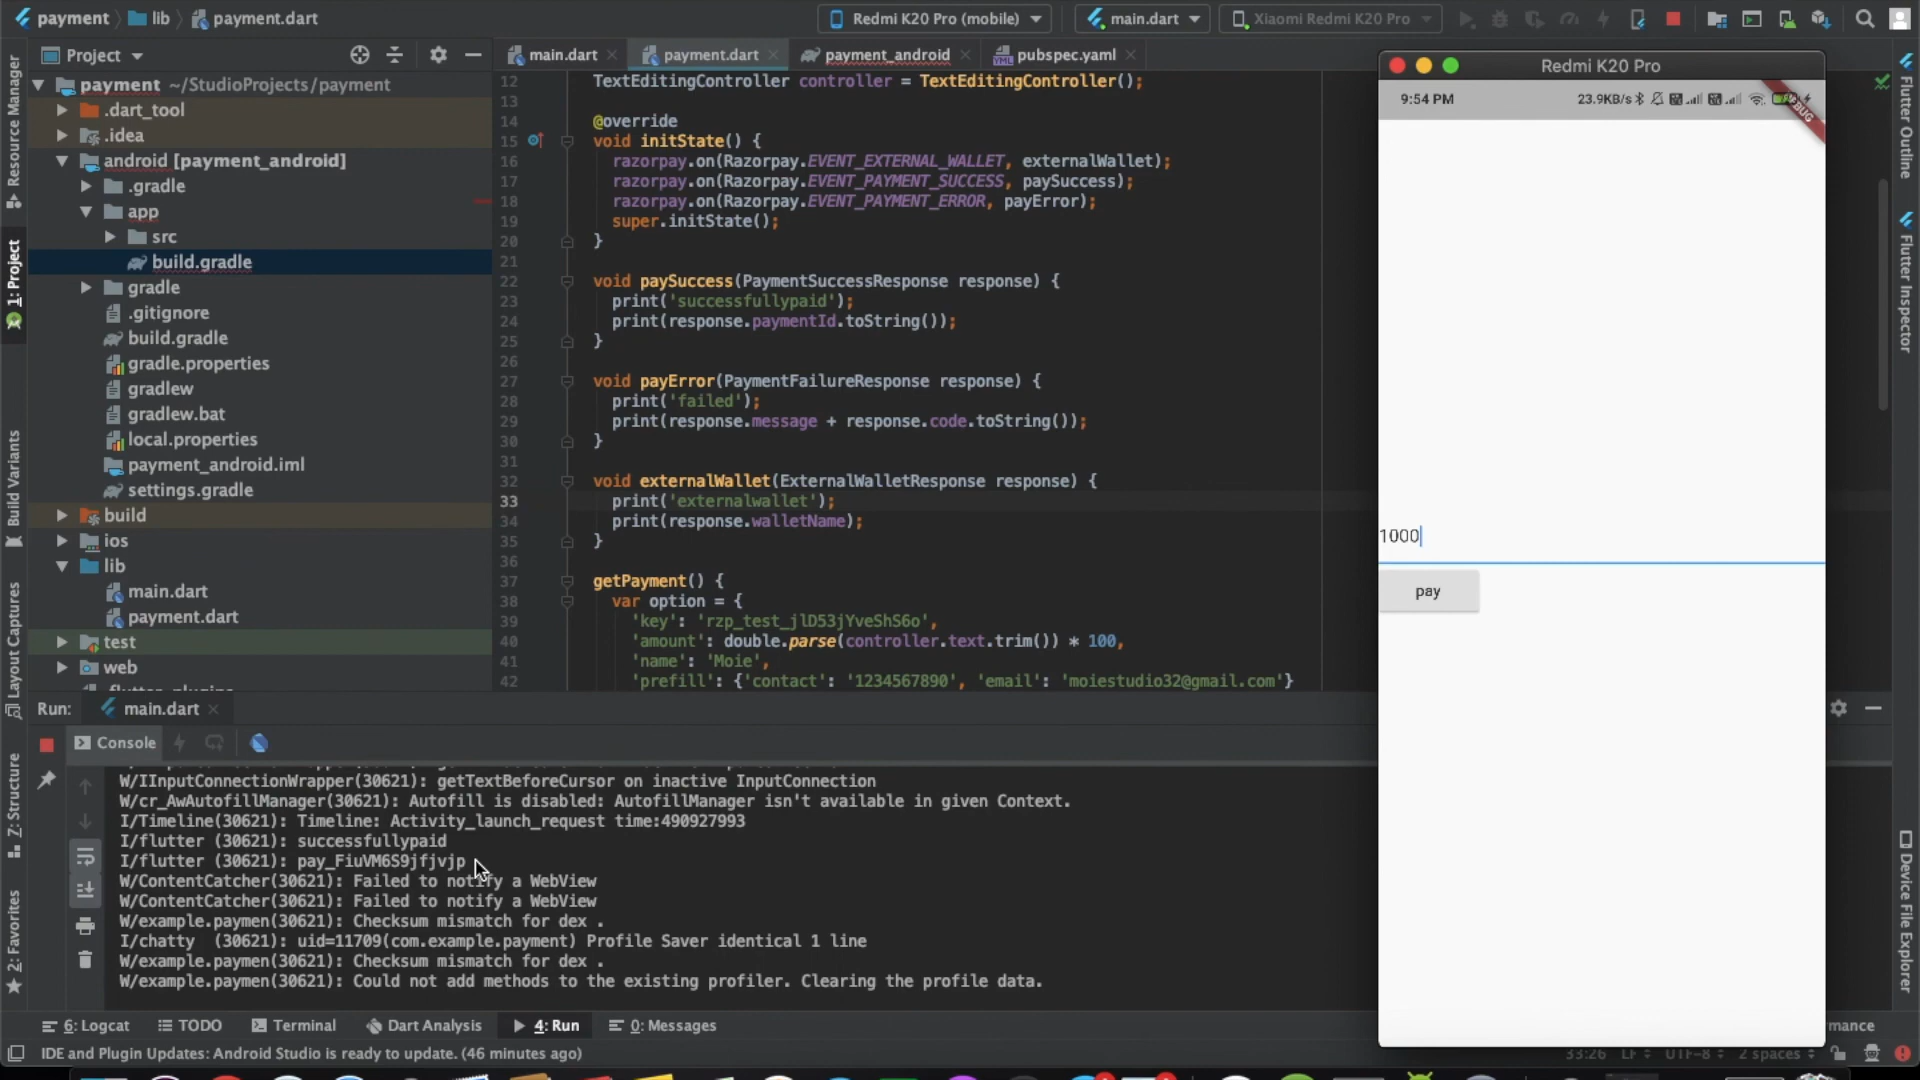 payment lib payment.dart Redmi K20 Pro (mobile) main.dart Xiaomi Redmi K20 Pro
Project main.dart payment.dart payment_android pubspec.yaml
payment ~/StudioProjects/payment
.dart_tool
.idea
android [payment_android]
.gradle
app
src
build.gradle
gradle
.gitignore
build.gradle
gradle.properties
gradlew
gradlew.bat
local.properties
payment_android.iml
settings.gradle
build
ios
lib
main.dart
payment.dart
test
web
.flutter_plugins
Resource Manager
1: Project
Build Variants
Layout Captures
Z: Structure
2: Favorites
12 TextEditingController controller = TextEditingController();
13
14 @override
15 void initState() {
16 razorpay.on(Razorpay.EVENT_EXTERNAL_WALLET, externalWallet);
17 razorpay.on(Razorpay.EVENT_PAYMENT_SUCCESS, paySuccess);
18 razorpay.on(Razorpay.EVENT_PAYMENT_ERROR, payError);
19 super.initState();
20 }
21
22 void paySuccess(PaymentSuccessResponse response) {
23 print('successfullypaid');
24 print(response.paymentId.toString());
25 }
26
27 void payError(PaymentFailureResponse response) {
28 print('failed');
29 print(response.message + response.code.toString());
30 }
31
32 void externalWallet(ExternalWalletResponse response) {
33 print('externalwallet');
34 print(response.walletName);
35 }
36
37 getPayment() {
38 var option = {
39 'key': 'rzp_test_jlD53jYveShS6o',
40 'amount': double.parse(controller.text.trim()) * 100,
41 'name': 'Moie',
42 'prefill': {'contact': '1234567890', 'email': 'moiestudio32@gmail.com'}
Redmi K20 Pro
9:54 PM 23.9KB/s
DEBUG
1000
pay
Flutter Outline
Flutter Inspector
Device File Explorer
Run: main.dart
Console
W/IInputConnectionWrapper(30621): getTextBeforeCursor on inactive InputConnection
W/cr_AwAutofillManager(30621): Autofill is disabled: AutofillManager isn't available in given Context.
I/Timeline(30621): Timeline: Activity_launch_request time:490927993
I/flutter (30621): successfullypaid
I/flutter (30621): pay_FiuVM6S9jfjvjp
W/ContentCatcher(30621): Failed to notify a WebView
W/ContentCatcher(30621): Failed to notify a WebView
W/example.paymen(30621): Checksum mismatch for dex .
I/chatty (30621): uid=11709(com.example.payment) Profile Saver identical 1 line
W/example.paymen(30621): Checksum mismatch for dex .
W/example.paymen(30621): Could not add methods to the existing profiler. Clearing the profile data.
6: Logcat TODO Terminal Dart Analysis 4: Run 0: Messages mance
IDE and Plugin Updates: Android Studio is ready to update. (46 minutes ago) 33:26 LF UTF-8 2 spaces